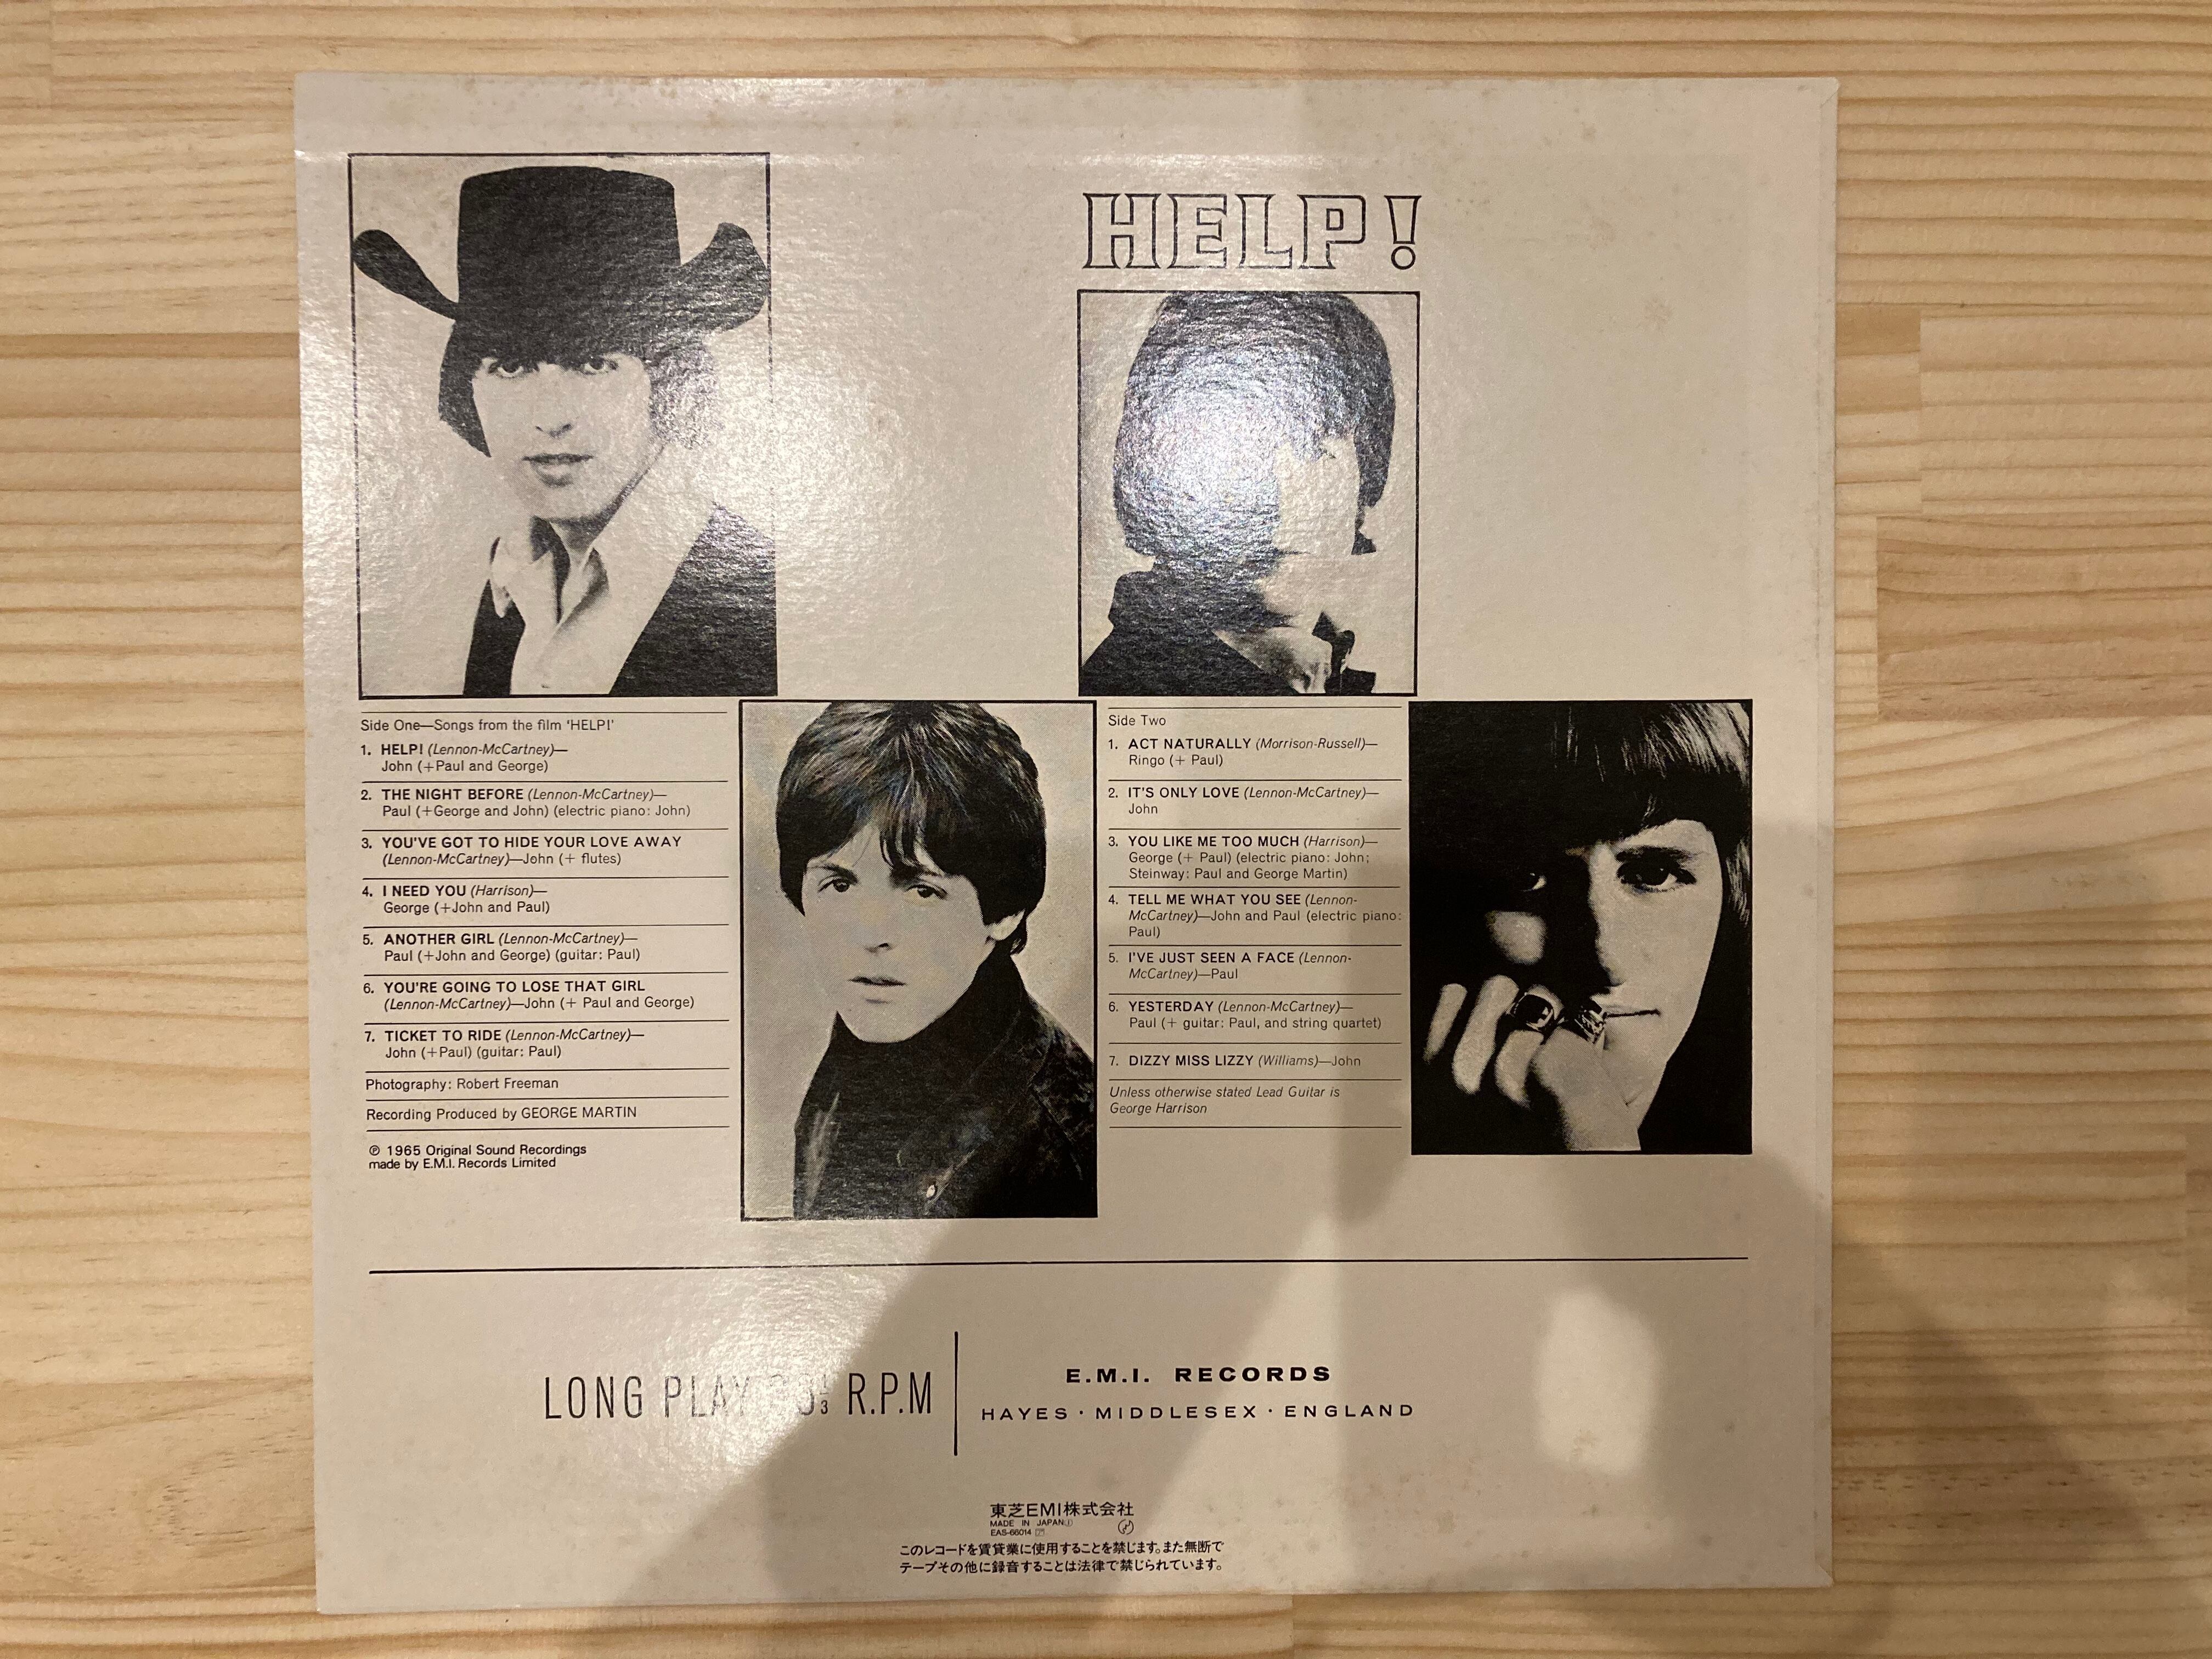 HELP!
Side One—Songs from the film 'HELP!'
1. HELP! (Lennon-McCartney)—
John (+Paul and George)
2. THE NIGHT BEFORE (Lennon-McCartney)—
Paul (+George and John) (electric piano: John)
3. YOU'VE GOT TO HIDE YOUR LOVE AWAY
(Lennon-McCartney)—John (+ flutes)
4. I NEED YOU (Harrison)—
George (+John and Paul)
5. ANOTHER GIRL (Lennon-McCartney)—
Paul (+John and George) (guitar: Paul)
6. YOU'RE GOING TO LOSE THAT GIRL
(Lennon-McCartney)—John (+ Paul and George)
7. TICKET TO RIDE (Lennon-McCartney)—
John (+Paul) (guitar: Paul)
Photography: Robert Freeman
Recording Produced by GEORGE MARTIN
℗ 1965 Original Sound Recordings
made by E.M.I. Records Limited
Side Two
1. ACT NATURALLY (Morrison-Russell)—
Ringo (+ Paul)
2. IT'S ONLY LOVE (Lennon-McCartney)—
John
3. YOU LIKE ME TOO MUCH (Harrison)—
George (+ Paul) (electric piano: John;
Steinway: Paul and George Martin)
4. TELL ME WHAT YOU SEE (Lennon-
McCartney)—John and Paul (electric piano:
Paul)
5. I'VE JUST SEEN A FACE (Lennon-
McCartney)—Paul
6. YESTERDAY (Lennon-McCartney)—
Paul (+ guitar: Paul, and string quartet)
7. DIZZY MISS LIZZY (Williams)—John
Unless otherwise stated Lead Guitar is
George Harrison
LONG PLAY R.P.M
E.M.I. RECORDS
HAYES · MIDDLESEX · ENGLAND
東芝EMI株式会社
MADE IN JAPAN
EAS-66014
このレコードを賃貸業に使用することを禁じます。また無断で
テープその他に録音することは法律で禁じられています。